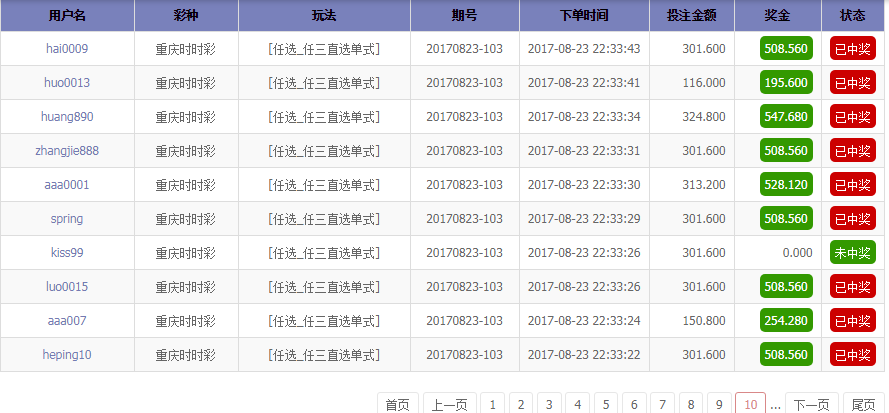 用户名 彩种 玩法 期号 下单时间 投注金额 奖金 状态
hai0009 重庆时时彩 [任选_任三直选单式] 20170823-103 2017-08-23 22:33:43 301.600 508.560 已中奖
huo0013 重庆时时彩 [任选_任三直选单式] 20170823-103 2017-08-23 22:33:41 116.000 195.600 已中奖
huang890 重庆时时彩 [任选_任三直选单式] 20170823-103 2017-08-23 22:33:34 324.800 547.680 已中奖
zhangjie888 重庆时时彩 [任选_任三直选单式] 20170823-103 2017-08-23 22:33:31 301.600 508.560 已中奖
aaa0001 重庆时时彩 [任选_任三直选单式] 20170823-103 2017-08-23 22:33:30 313.200 528.120 已中奖
spring 重庆时时彩 [任选_任三直选单式] 20170823-103 2017-08-23 22:33:29 301.600 508.560 已中奖
kiss99 重庆时时彩 [任选_任三直选单式] 20170823-103 2017-08-23 22:33:26 301.600 0.000 未中奖
luo0015 重庆时时彩 [任选_任三直选单式] 20170823-103 2017-08-23 22:33:26 301.600 508.560 已中奖
aaa007 重庆时时彩 [任选_任三直选单式] 20170823-103 2017-08-23 22:33:24 150.800 254.280 已中奖
heping10 重庆时时彩 [任选_任三直选单式] 20170823-103 2017-08-23 22:33:22 301.600 508.560 已中奖
首页 上一页 1 2 3 4 5 6 7 8 9 10 ... 下一页 尾页